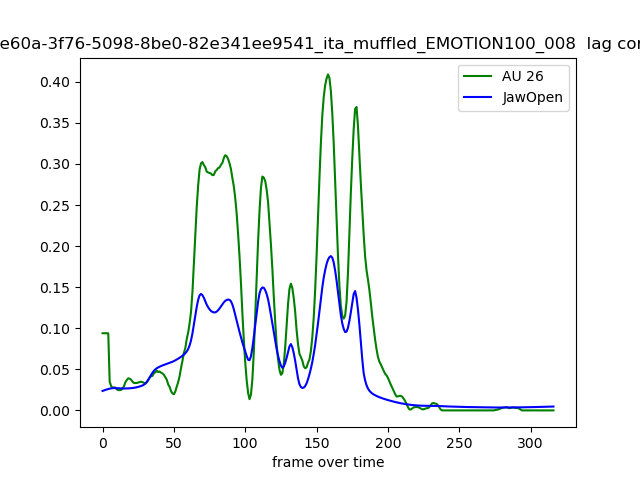 e60a-3f76-5098-8be0-82e341ee9541_ita_muffled_EMOTION100_008 lag
AU 26
JawOpen
0.40
0.35
0.30
0.25
0.20
0.15
0.10
0.05
0.00
0 50 100 150 200 250 300
frame over time